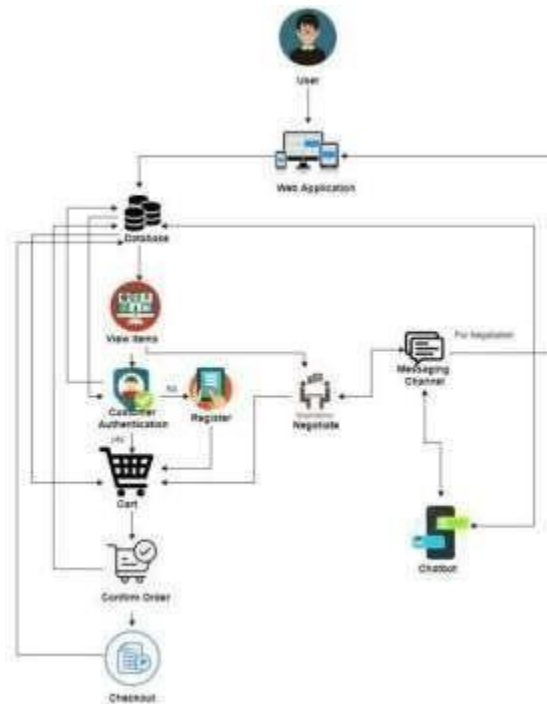 User
Web Application
Database
View Items
For Negotiation
Messaging
Channel
No
Customer
Authentication
Register
Negotiate
yes
Cart
Chatbot
Confirm Order
Checkout